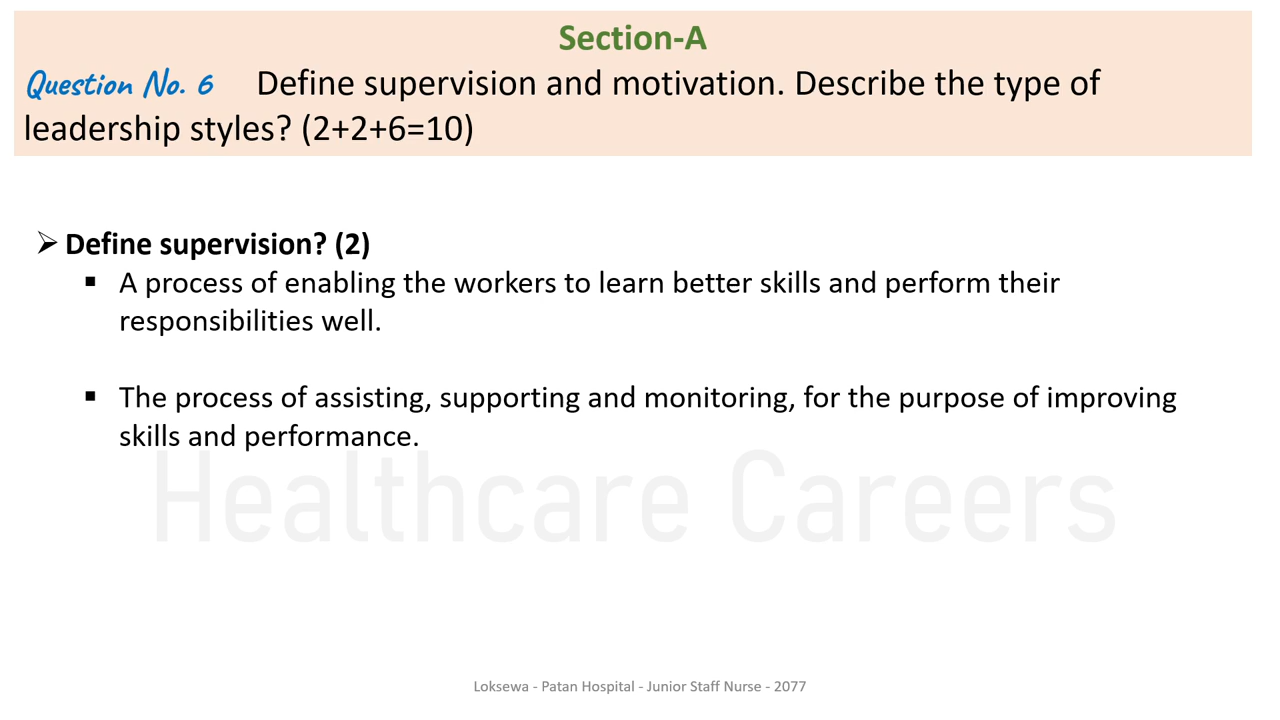 Section-A
Question No. 6 Define supervision and motivation. Describe the type of
leadership styles? (2+2+6=10)
➢ Define supervision? (2)
▪ A process of enabling the workers to learn better skills and perform their
responsibilities well.
▪ The process of assisting, supporting and monitoring, for the purpose of improving
skills and performance.
Healthcare Careers
Loksewa - Patan Hospital - Junior Staff Nurse - 2077